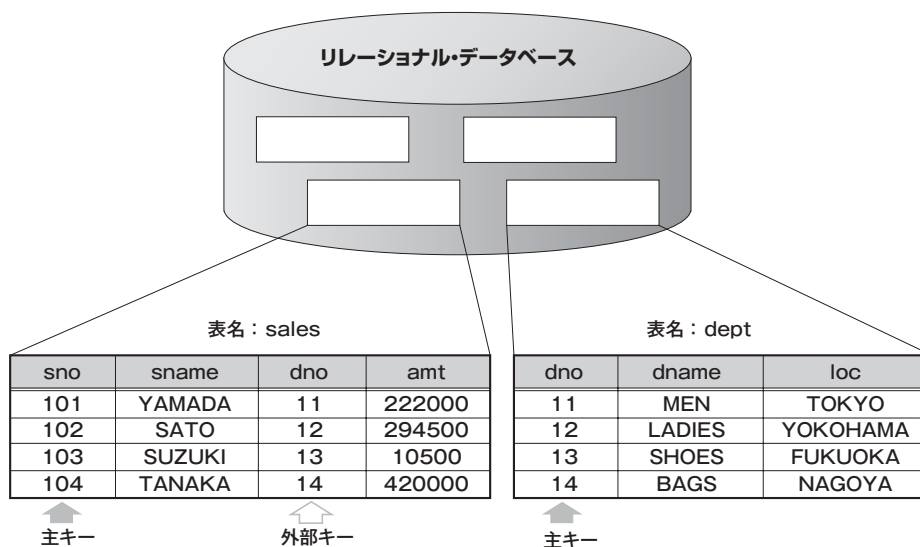 リレーショナル・データベース
表名：sales
sno sname dno amt
101 YAMADA 11 222000
102 SATO 12 294500
103 SUZUKI 13 10500
104 TANAKA 14 420000
主キー 外部キー
表名：dept
dno dname loc
11 MEN TOKYO
12 LADIES YOKOHAMA
13 SHOES FUKUOKA
14 BAGS NAGOYA
主キー